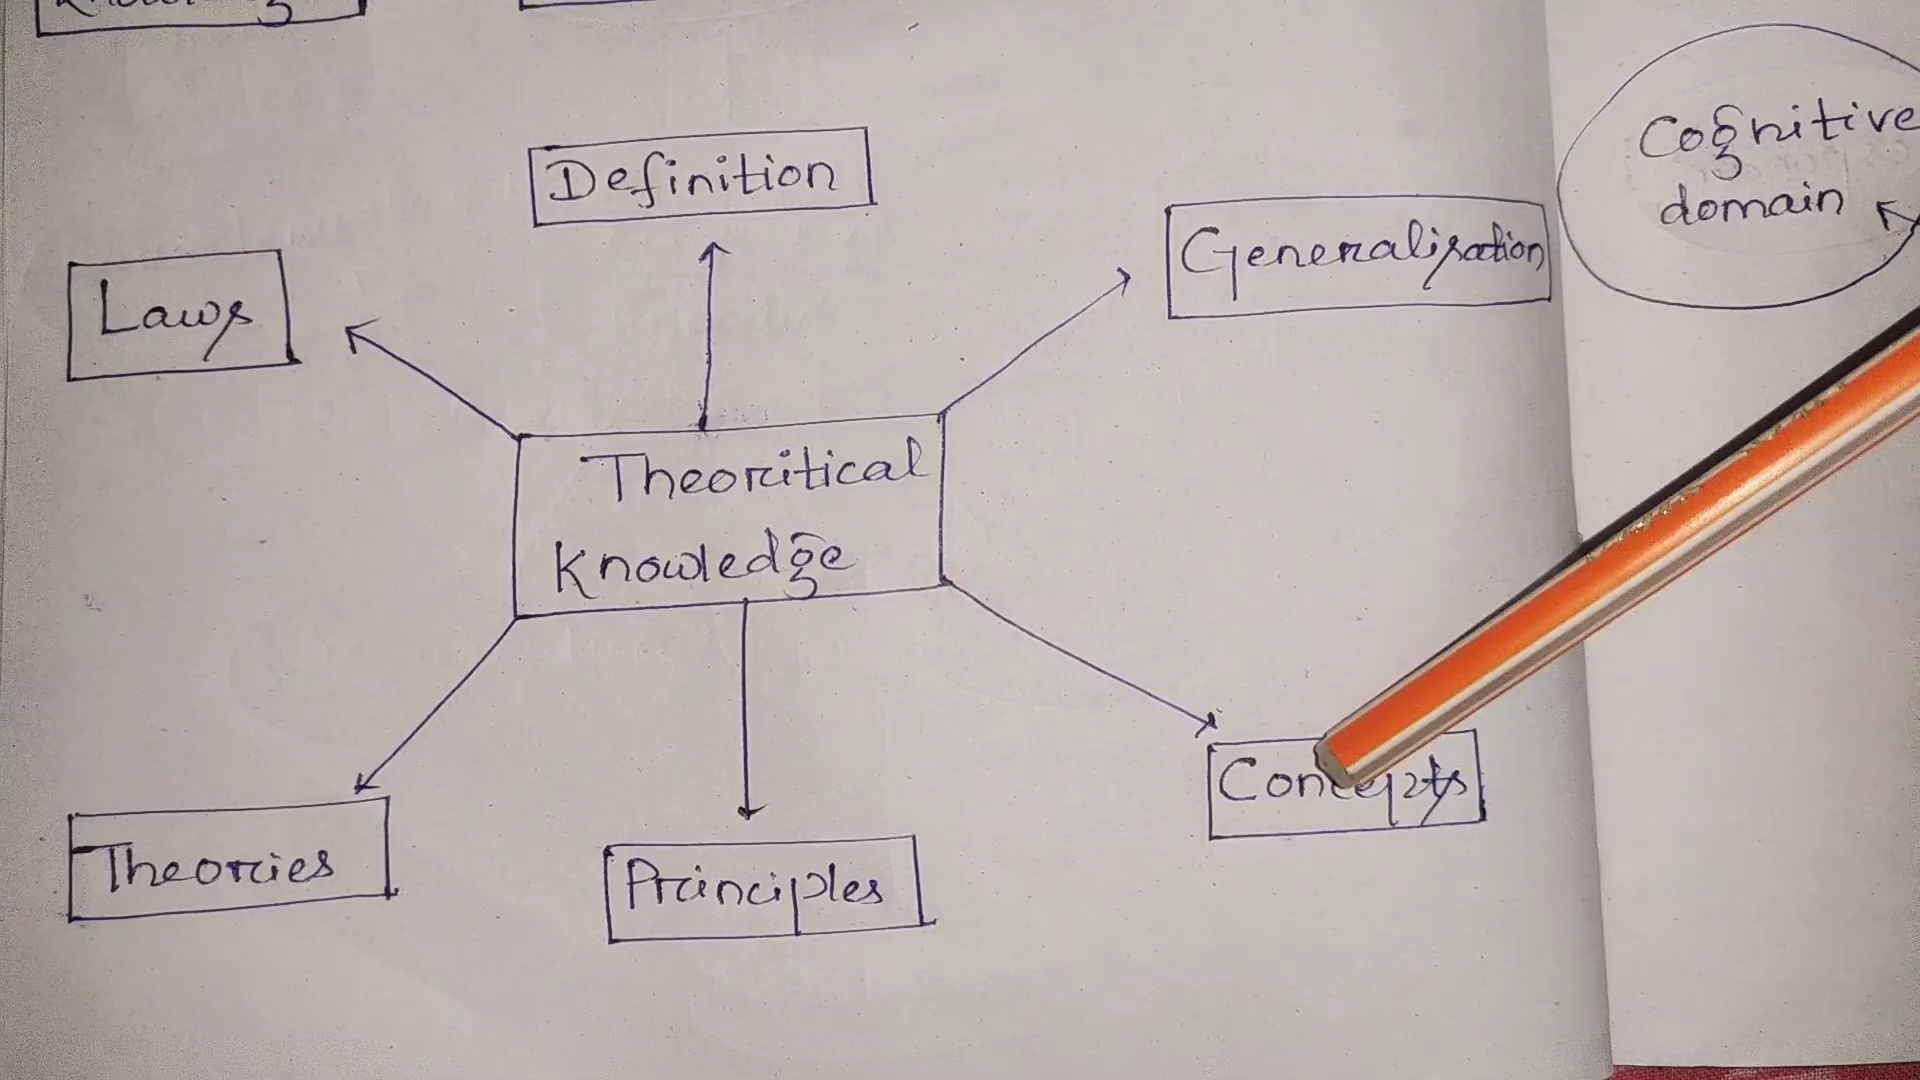 Definition
Generalisation
Laws
Theoritical
Knowledge
Concepts
Theories
Principles
Cognitive
domain